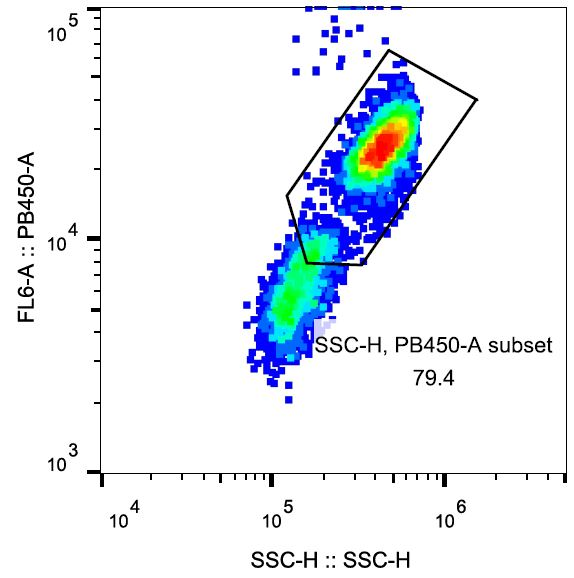 10^5
10^4
10^3
FL6-A :: PB450-A
SSC-H, PB450-A subset
79.4
10^4 10^5 10^6
SSC-H :: SSC-H